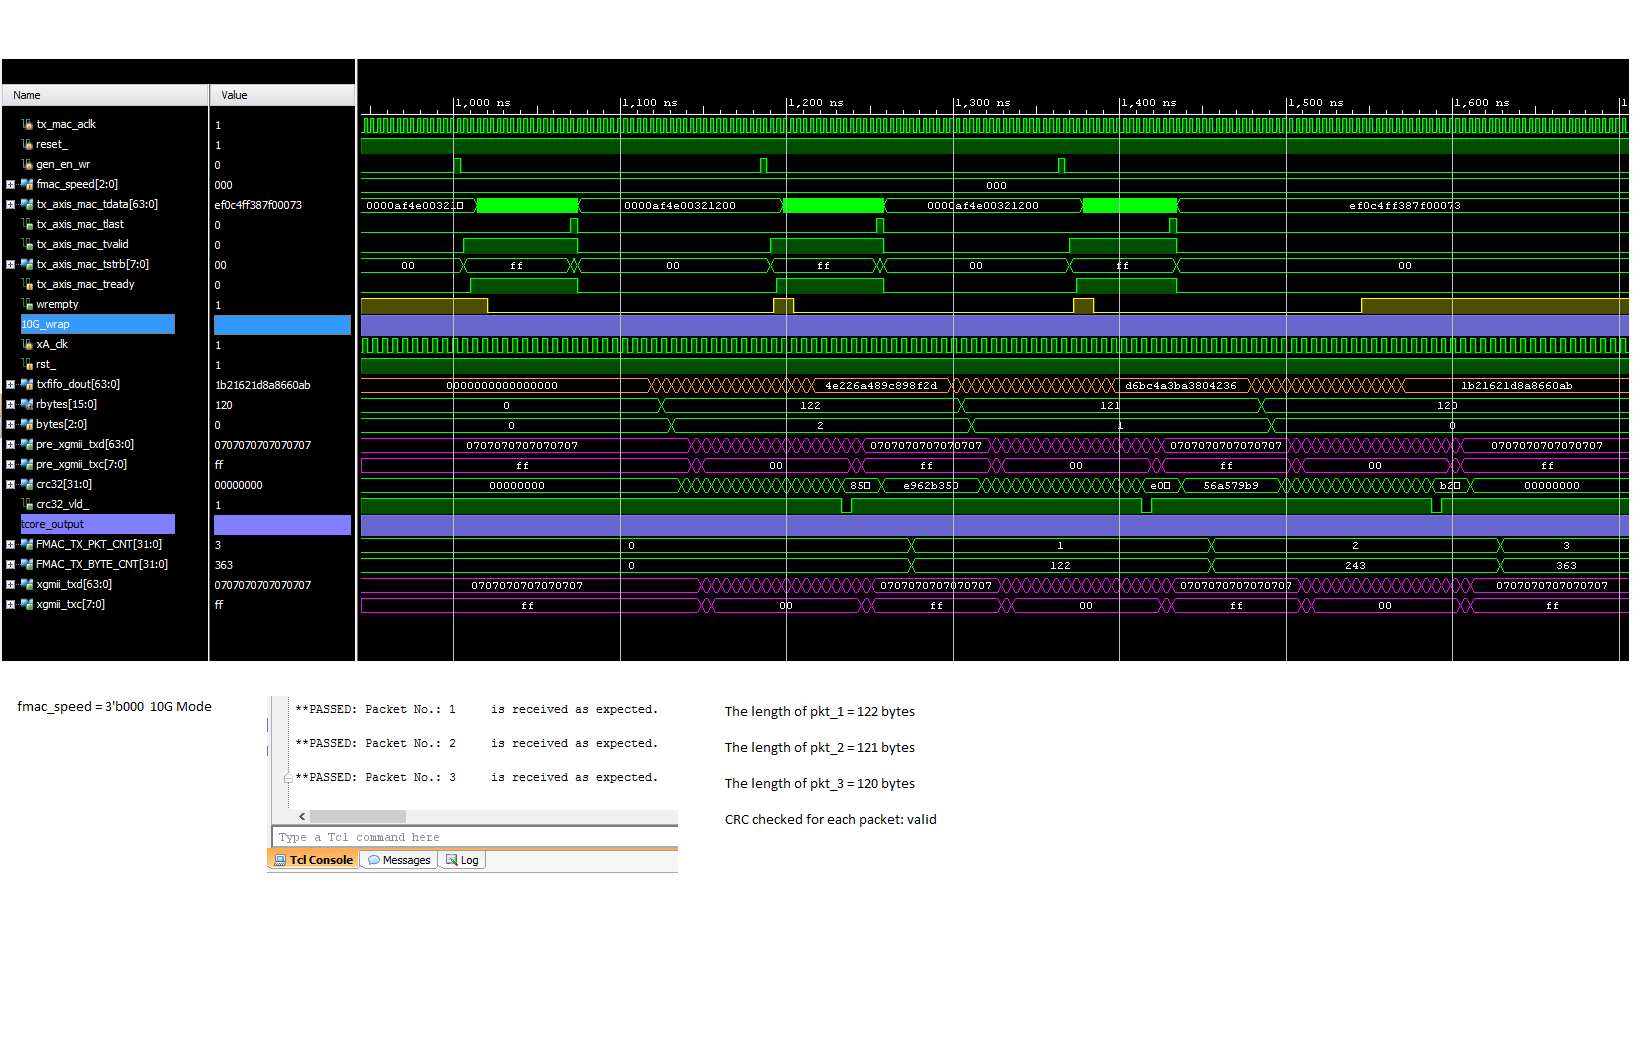 Name Value
1,000 ns 1,100 ns 1,200 ns 1,300 ns 1,400 ns 1,500 ns 1,600 ns 1
tx_mac_aclk 1
reset_ 1
gen_en_wr 0
fmac_speed[2:0] 000 000
tx_axis_mac_tdata[63:0] ef0c4ff387f00073 0000af4e00321 0000af4e00321200 0000af4e00321200 ef0c4ff387f00073
tx_axis_mac_tlast 0
tx_axis_mac_tvalid 0
tx_axis_mac_tstrb[7:0] 00 00 ff 00 ff 00 ff 00
tx_axis_mac_tready 0
wrempty 1
10G_wrap
xA_clk 1
rst_ 1
txfifo_dout[63:0] 1b21621d8a8660ab 0000000000000000 4e226a489c898f2d d6bc4a3ba3804236 1b21621d8a8660ab
rbytes[15:0] 120 0 122 121 120
bytes[2:0] 0 0 2 1 0
pre_xgmii_txd[63:0] 0707070707070707 0707070707070707 0707070707070707 0707070707070707 0707070707070707
pre_xgmii_txc[7:0] ff ff 00 ff 00 ff 00 ff
crc32[31:0] 00000000 00000000 85 e962b350 e0 56a579b9 b2 00000000
crc32_vld_ 1
tcore_output
FMAC_TX_PKT_CNT[31:0] 3 0 1 2 3
FMAC_TX_BYTE_CNT[31:0] 363 0 122 243 363
xgmii_txd[63:0] 0707070707070707 0707070707070707 0707070707070707 0707070707070707 0707070707070707
xgmii_txc[7:0] ff ff 00 ff 00 ff 00 ff
fmac_speed = 3'b000 10G Mode
**PASSED: Packet No.: 1 is received as expected.
**PASSED: Packet No.: 2 is received as expected.
**PASSED: Packet No.: 3 is received as expected.
Type a Tcl command here
Tcl Console Messages Log
The length of pkt_1 = 122 bytes
The length of pkt_2 = 121 bytes
The length of pkt_3 = 120 bytes
CRC checked for each packet: valid